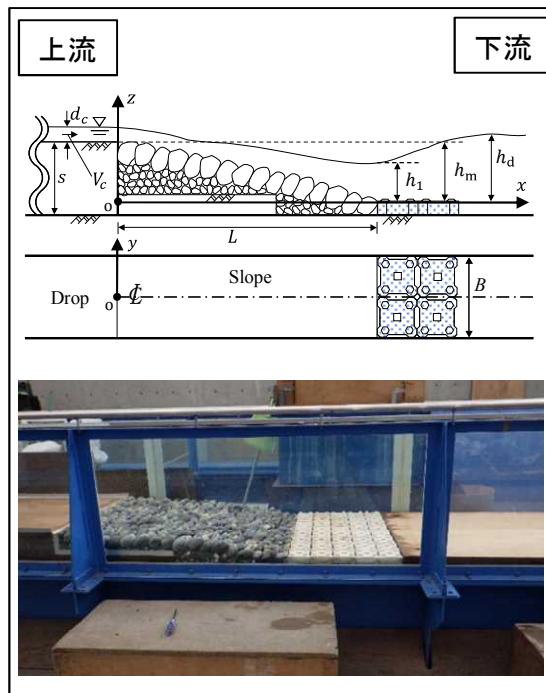 上流
下流
z
d_c
V_c
s
h_1
h_m
h_d
x
o
L
y
Slope
Drop
o
℄
B